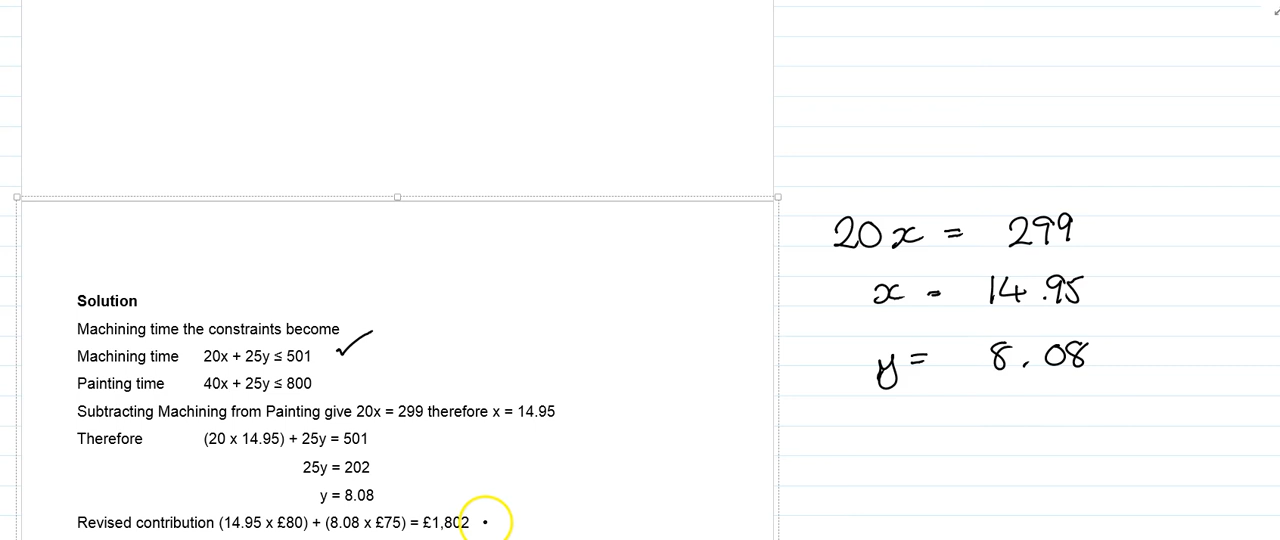 Solution
Machining time the constraints become
Machining time 20x + 25y ≤ 501
Painting time 40x + 25y ≤ 800
Subtracting Machining from Painting give 20x = 299 therefore x = 14.95
Therefore (20 x 14.95) + 25y = 501
25y = 202
y = 8.08
Revised contribution (14.95 x £80) + (8.08 x £75) = £1,802
20x = 299
x = 14.95
y = 8.08